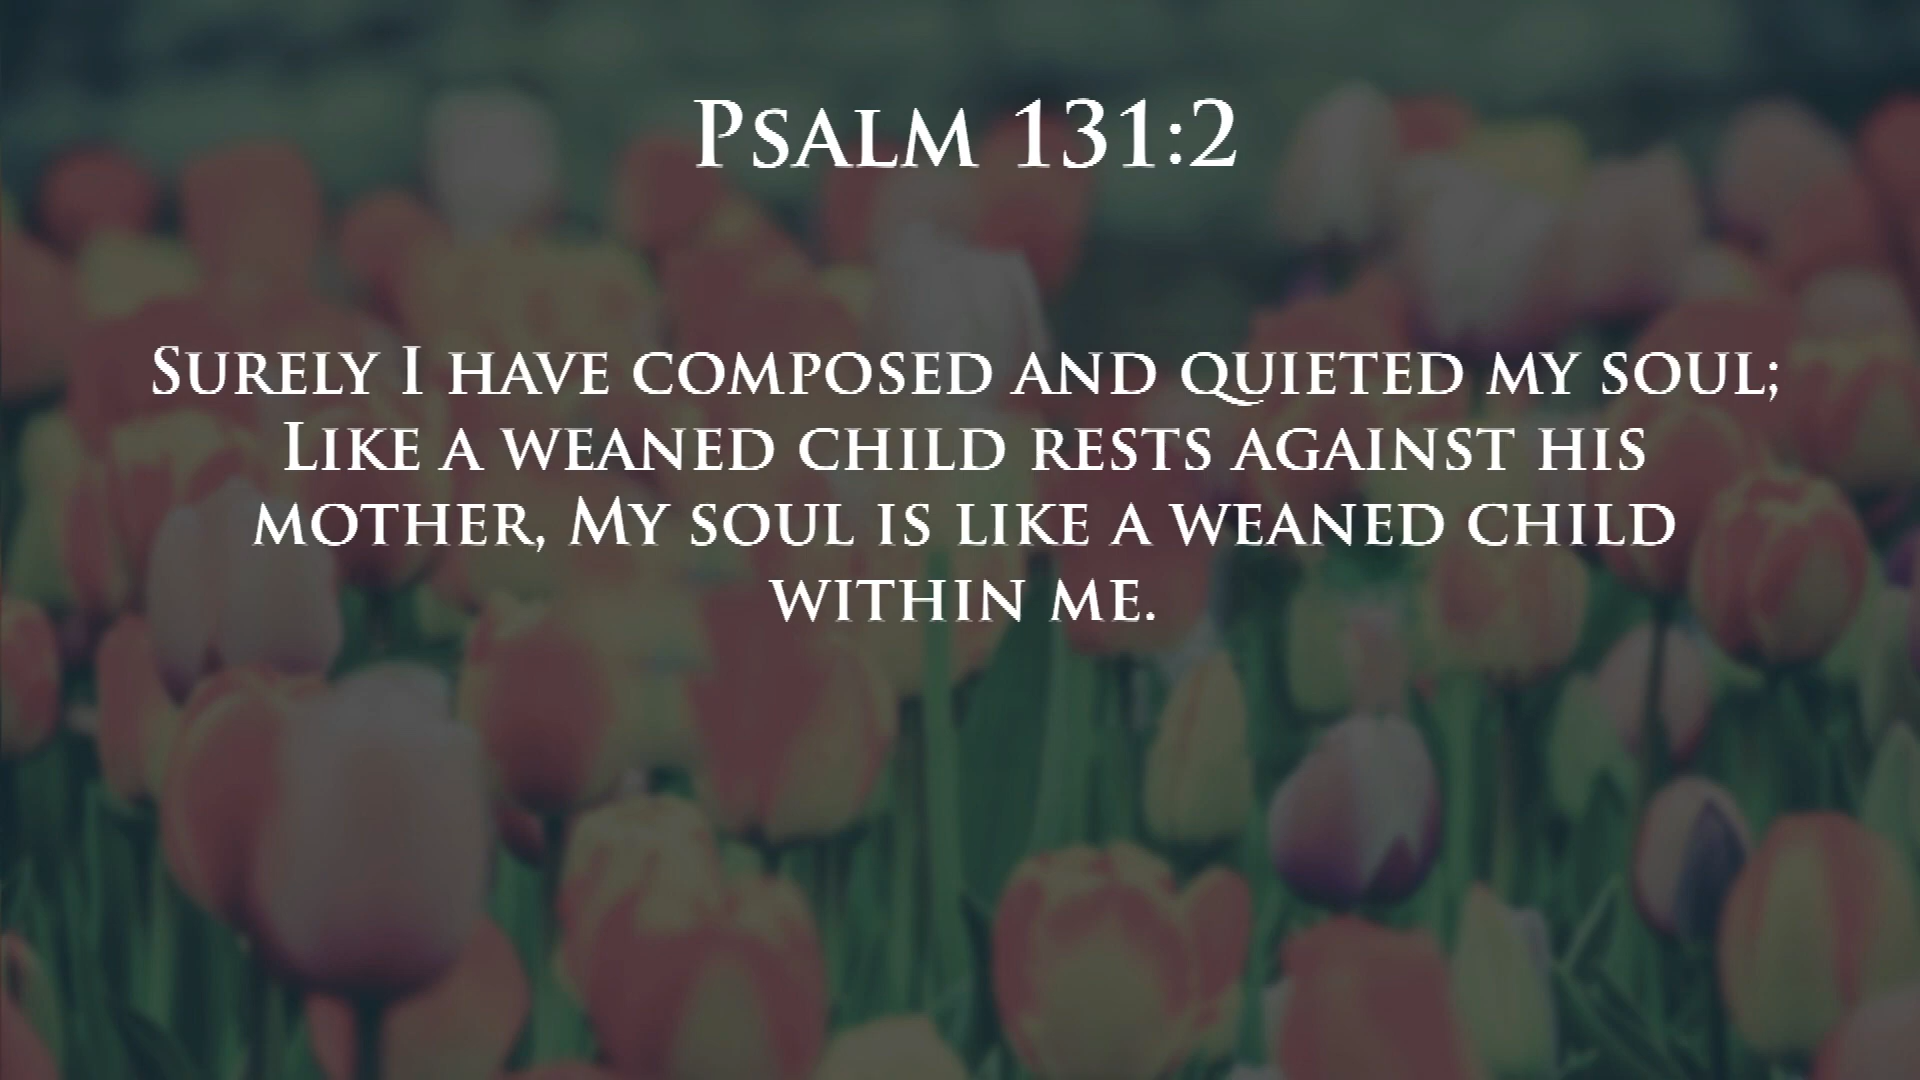 Psalm 131:2
Surely I have composed and quieted my soul;
Like a weaned child rests against his
mother, My soul is like a weaned child
within me.